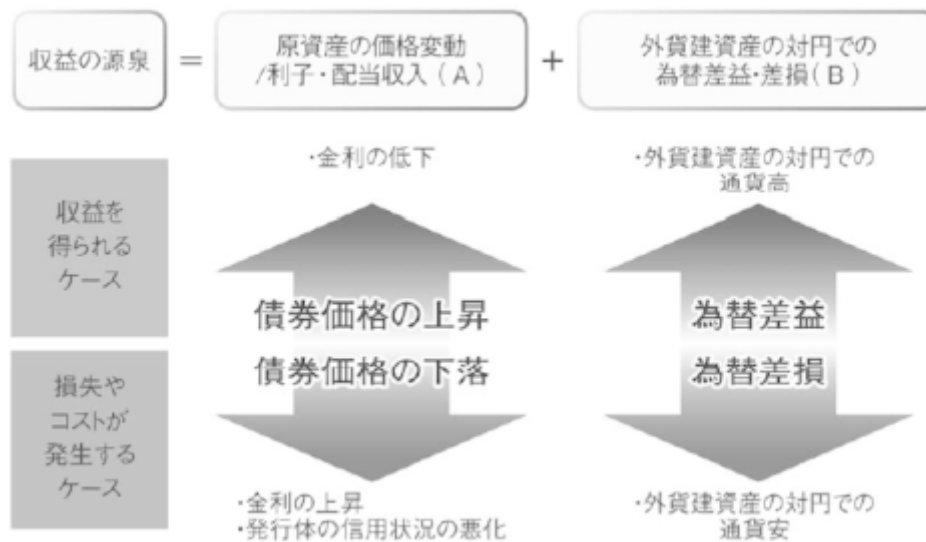 収益の源泉
=
原資産の価格変動
/利子・配当収入(A)
+
外貨建資産の対円での
為替差益・差損(B)
収益を
得られる
ケース
・金利の低下
債券価格の上昇
・外貨建資産の対円での
通貨高
為替差益
損失や
コストが
発生する
ケース
債券価格の下落
・金利の上昇
・発行体の信用状況の悪化
為替差損
・外貨建資産の対円での
通貨安